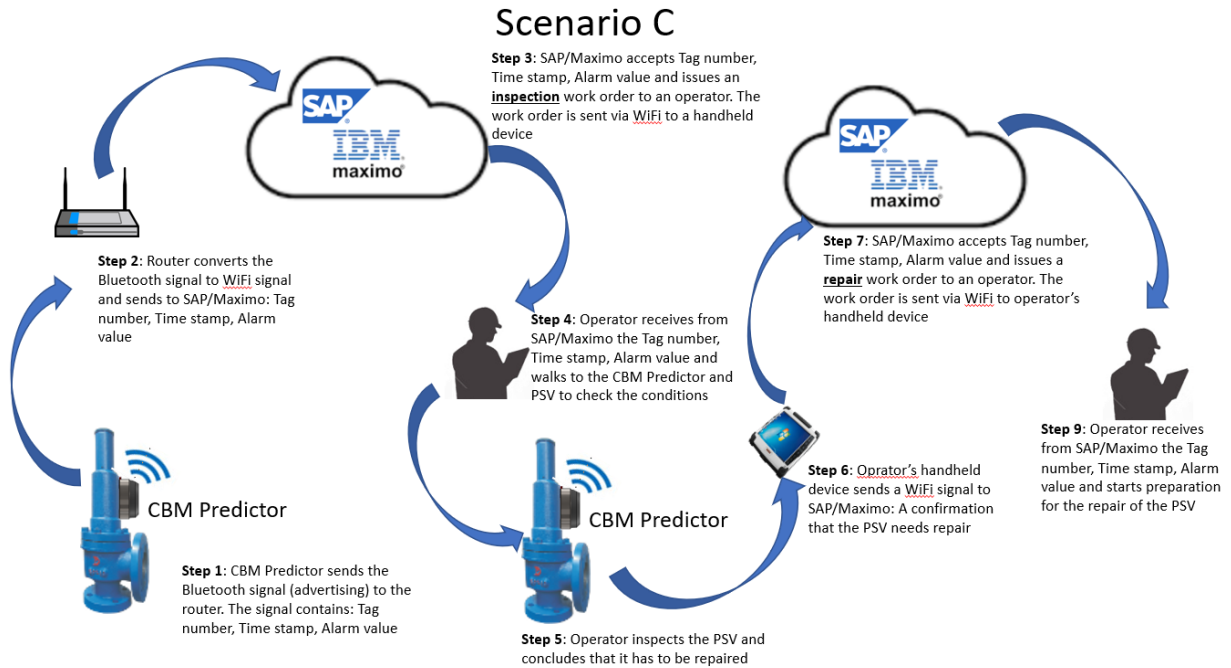 Scenario C
Step 3: SAP/Maximo accepts Tag number,
Time stamp, Alarm value and issues an
inspection work order to an operator. The
work order is sent via WiFi to a handheld
device
SAP
IBM
maximo
SAP
IBM
maximo
Step 2: Router converts the
Bluetooth signal to WiFi signal
and sends to SAP/Maximo: Tag
number, Time stamp, Alarm
value
Step 7: SAP/Maximo accepts Tag number,
Time stamp, Alarm value and issues a
repair work order to an operator. The
work order is sent via WiFi to operator's
handheld device
Step 4: Operator receives from
SAP/Maximo the Tag number,
Time stamp, Alarm value and
walks to the CBM Predictor and
PSV to check the conditions
Step 9: Operator receives
from SAP/Maximo the Tag
number, Time stamp, Alarm
value and starts preparation
for the repair of the PSV
Step 6: Oprator's handheld
device sends a WiFi signal to
SAP/Maximo: A confirmation
that the PSV needs repair
CBM Predictor
CBM Predictor
Step 1: CBM Predictor sends the
Bluetooth signal (advertising) to the
router. The signal contains: Tag
number, Time stamp, Alarm value
Step 5: Operator inspects the PSV and
concludes that it has to be repaired